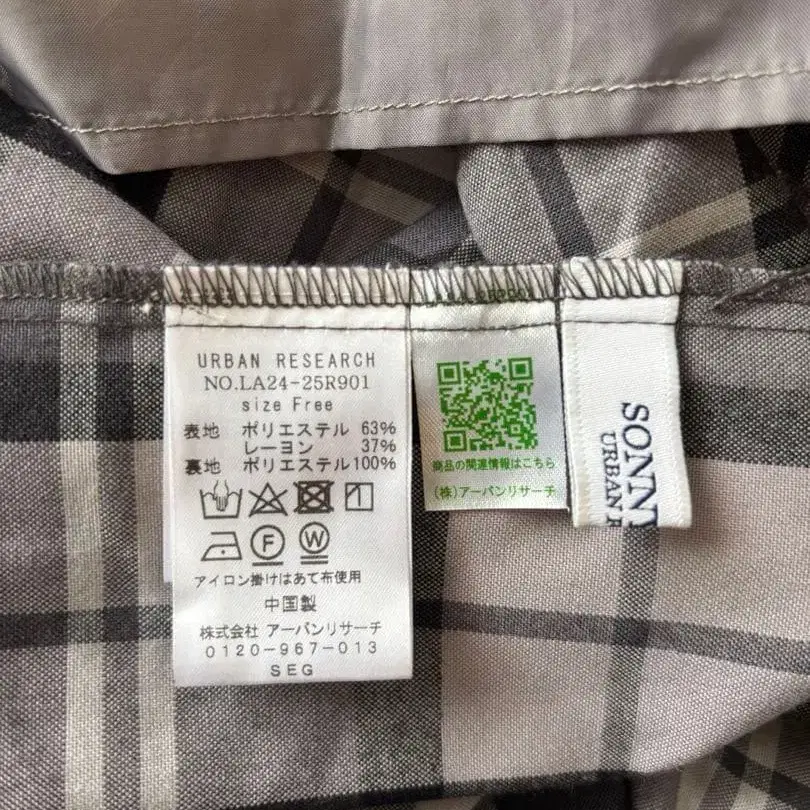 URBAN RESEARCH
NO.LA24-25R901
size Free
表地 ポリエステル 63%
レーヨン 37%
裏地 ポリエステル100%
F
W
アイロン掛けはあて布使用
中国製
株式会社 アーバンリサーチ
0120-967-013
SEG
商品の関連情報はこちら
(株)アーバンリサーチ
SONNY
URBAN